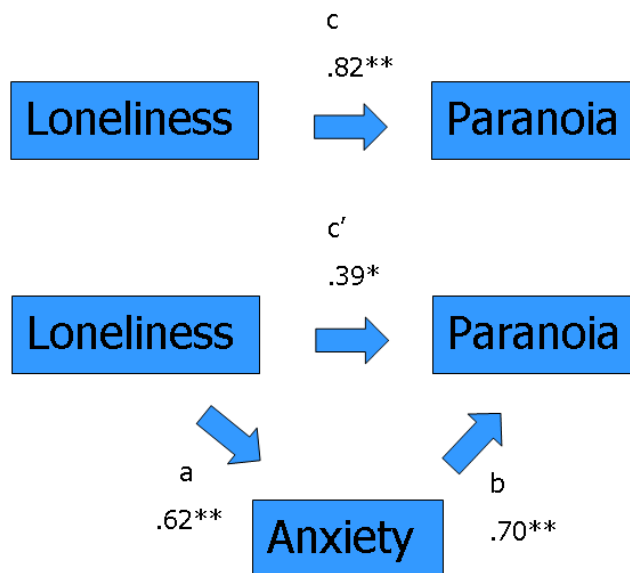 c
.82**
Loneliness
Paranoia
c’
.39*
Loneliness
Paranoia
a
.62**
Anxiety
b
.70**